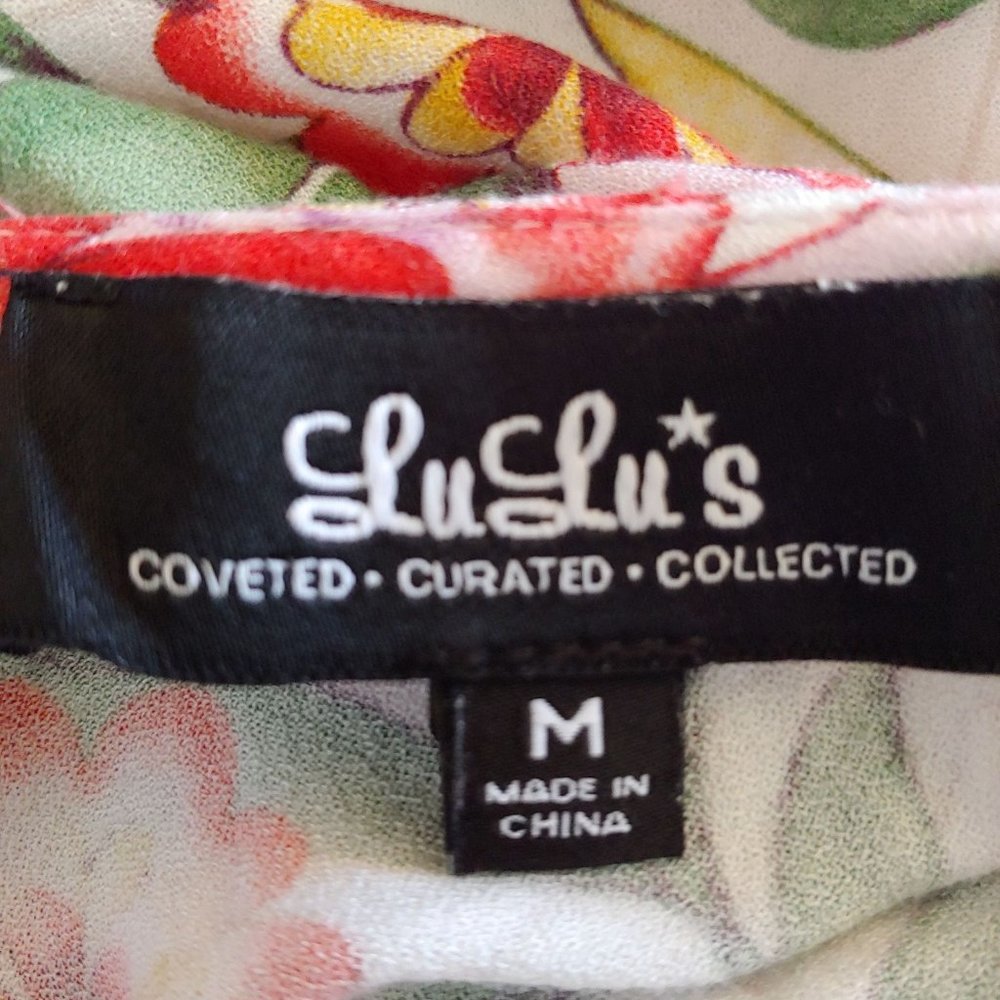 LuLu*s
COVETED • CURATED • COLLECTED
M
MADE IN
CHINA